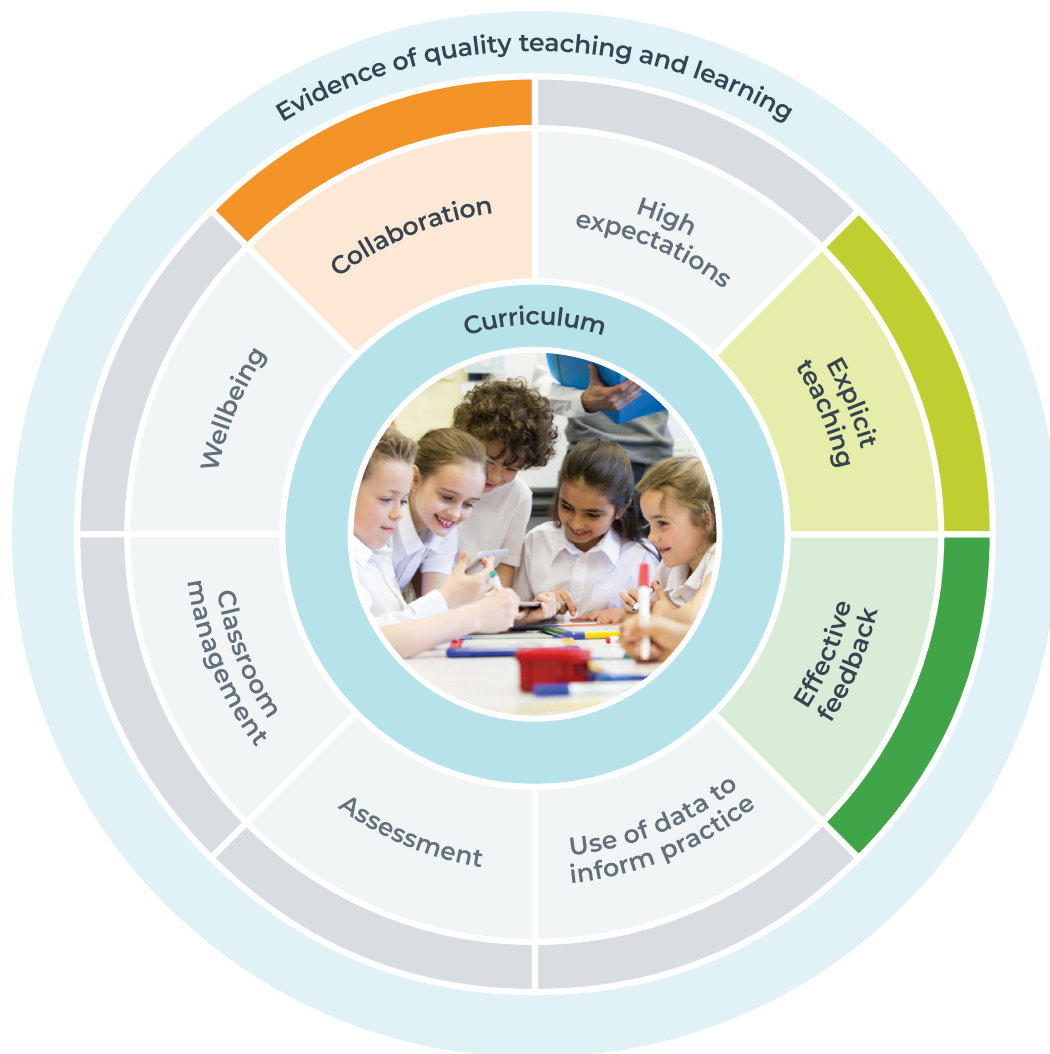 Evidence of quality teaching and learning
Collaboration
High
expectations
Explicit
teaching
Effective
feedback
Use of data to
inform practice
Assessment
Classroom
management
Wellbeing
Curriculum